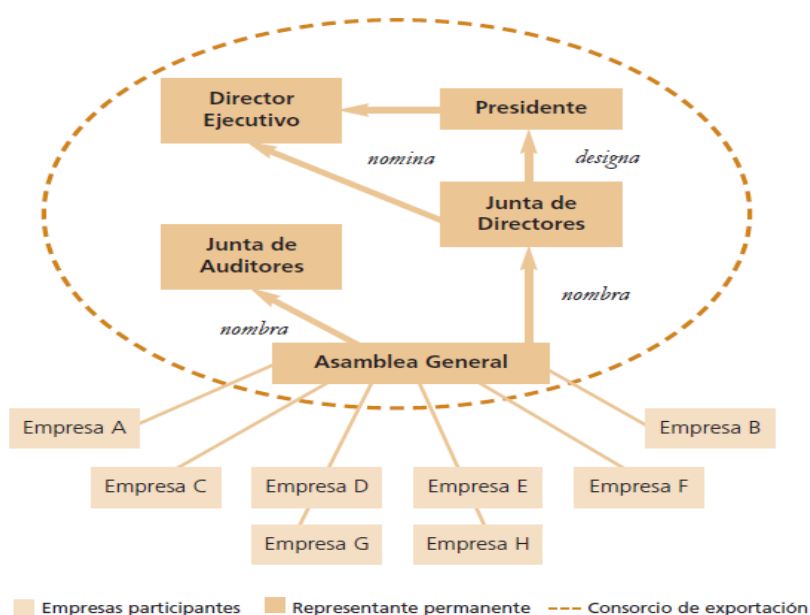 Director
Ejecutivo
Presidente
nomina
designa
Junta de
Directores
Junta de
Auditores
nombra
nombra
Asamblea General
Empresa A
Empresa B
Empresa C
Empresa D
Empresa E
Empresa F
Empresa G
Empresa H
Empresas participantes
Representante permanente
Consorcio de exportación